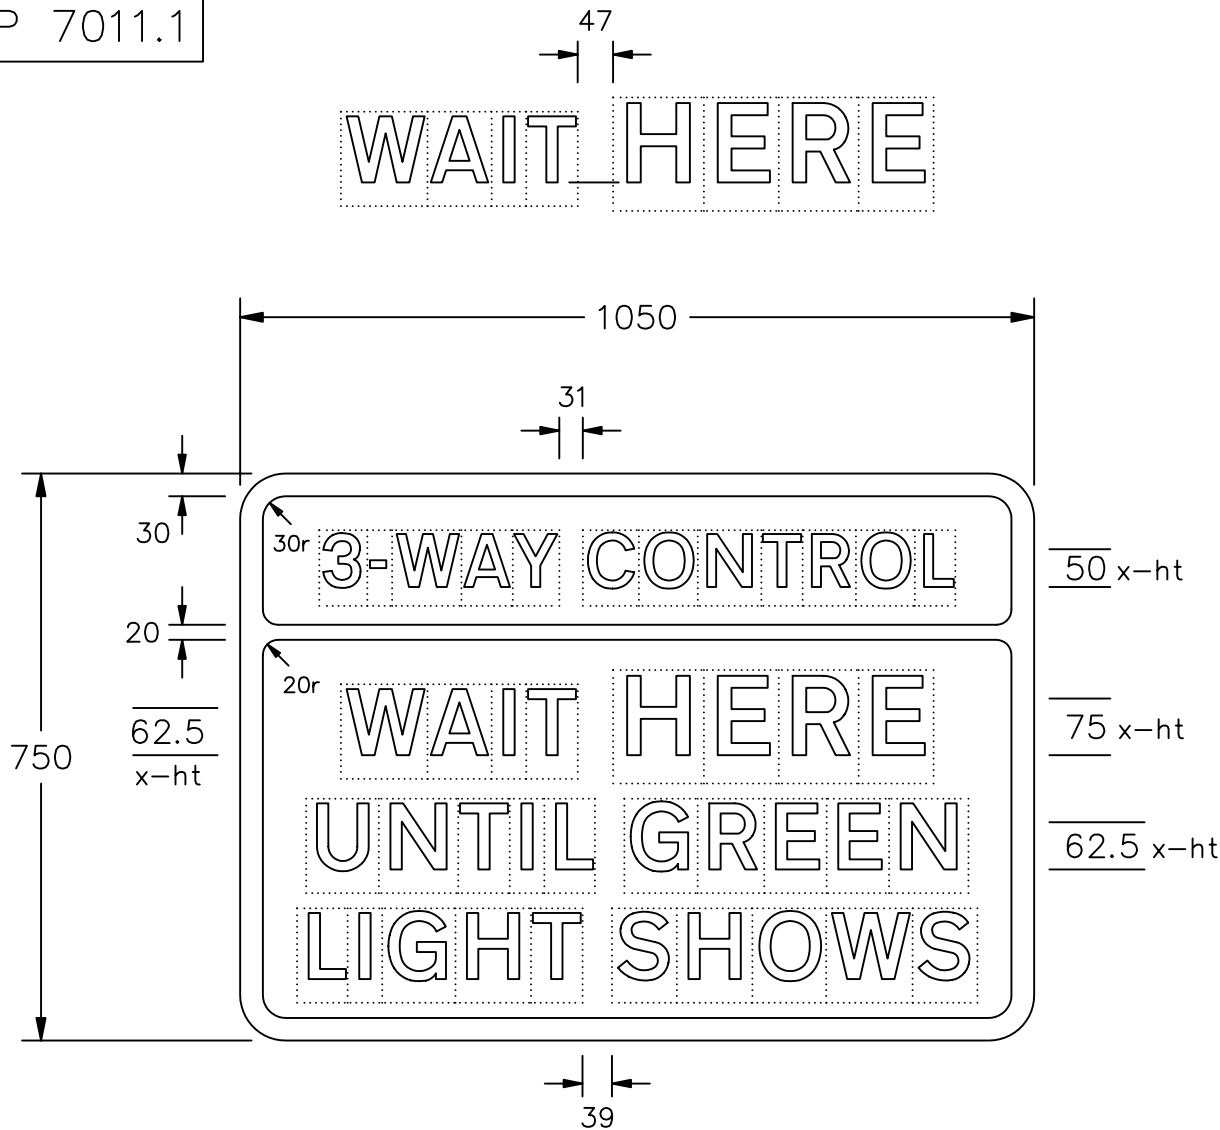 P 7011.1
47
WAIT HERE
1050
31
30
30r
3-WAY CONTROL
50 x-ht
20
20r
WAIT HERE
62.5
x-ht
75 x-ht
750
UNTIL GREEN
62.5 x-ht
LIGHT SHOWS
39